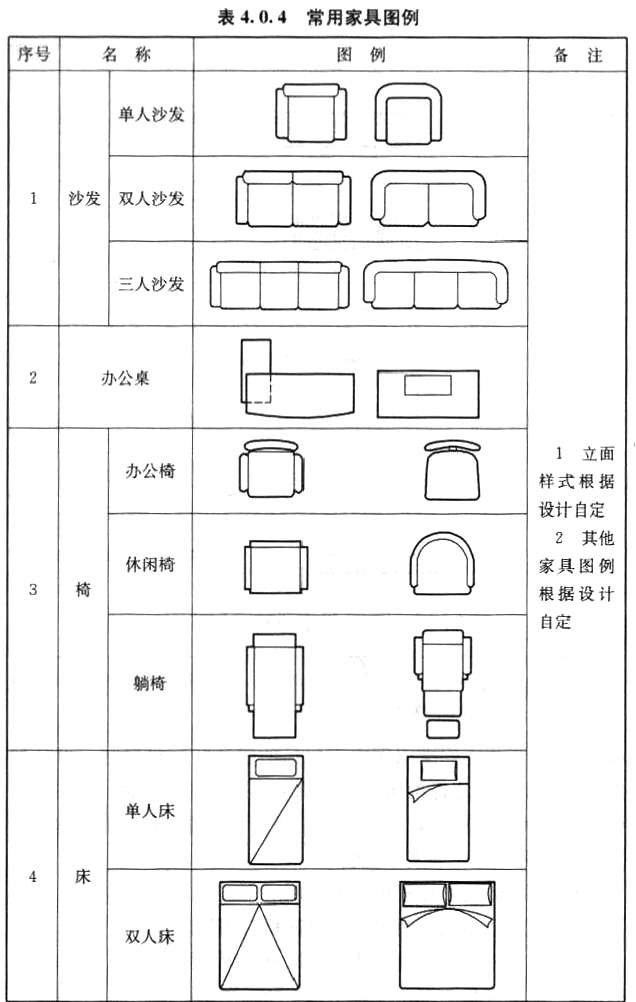 表 4.0.4 常用家具图例
序号 名 称 图 例 备 注
1 沙发 单人沙发
双人沙发
三人沙发
2 办公桌
3 椅 办公椅
休闲椅
躺椅
4 床 单人床
双人床
1 立面
样式根据
设计自定
2 其他
家具图例
根据设计
自定